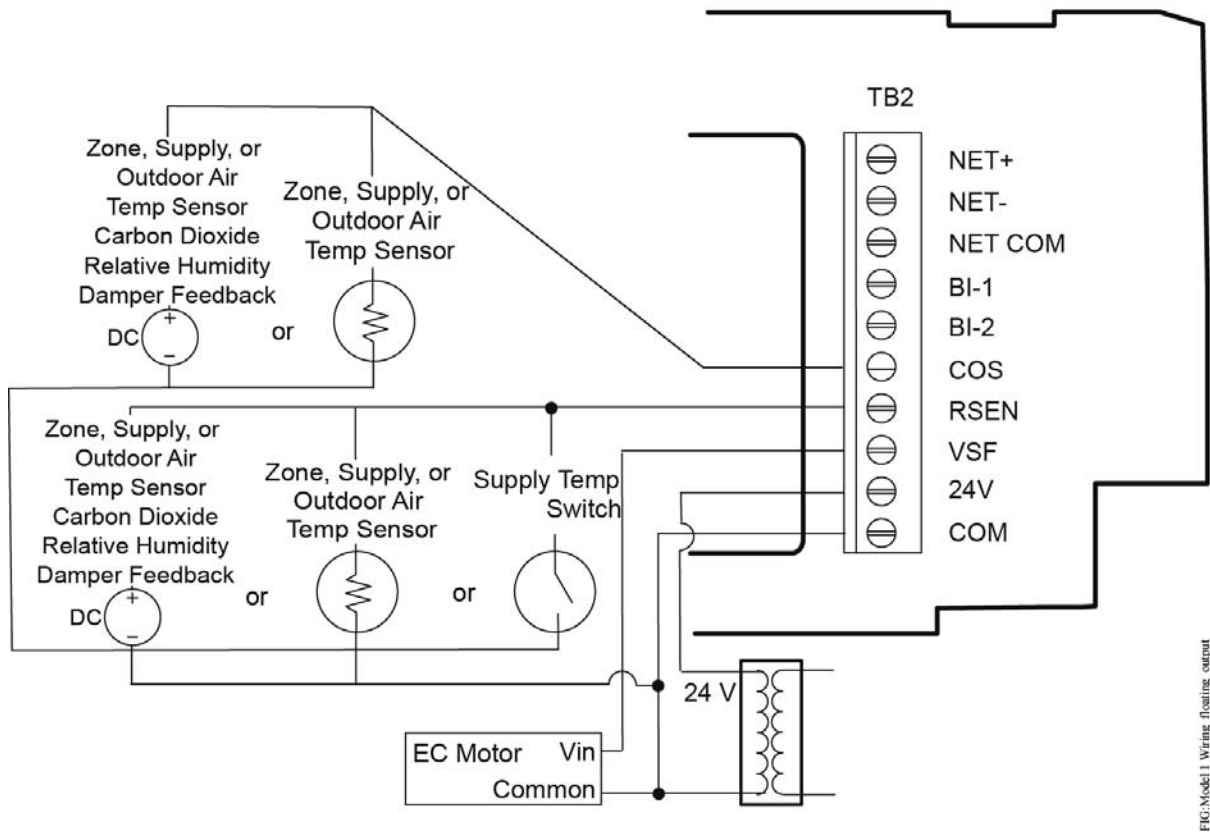 TB2
NET+
NET-
NET COM
BI-1
BI-2
COS
RSEN
VSF
24V
COM
Zone, Supply, or
Outdoor Air
Temp Sensor
Carbon Dioxide
Relative Humidity
Damper Feedback
+
DC
–
or
Zone, Supply, or
Outdoor Air
Temp Sensor
Zone, Supply, or
Outdoor Air
Temp Sensor
Carbon Dioxide
Relative Humidity
Damper Feedback
+
DC
–
or
Zone, Supply, or
Outdoor Air
Temp Sensor
or
Supply Temp
Switch
24 V
EC Motor Vin
Common
FIG:Model 1 Wiring floating output